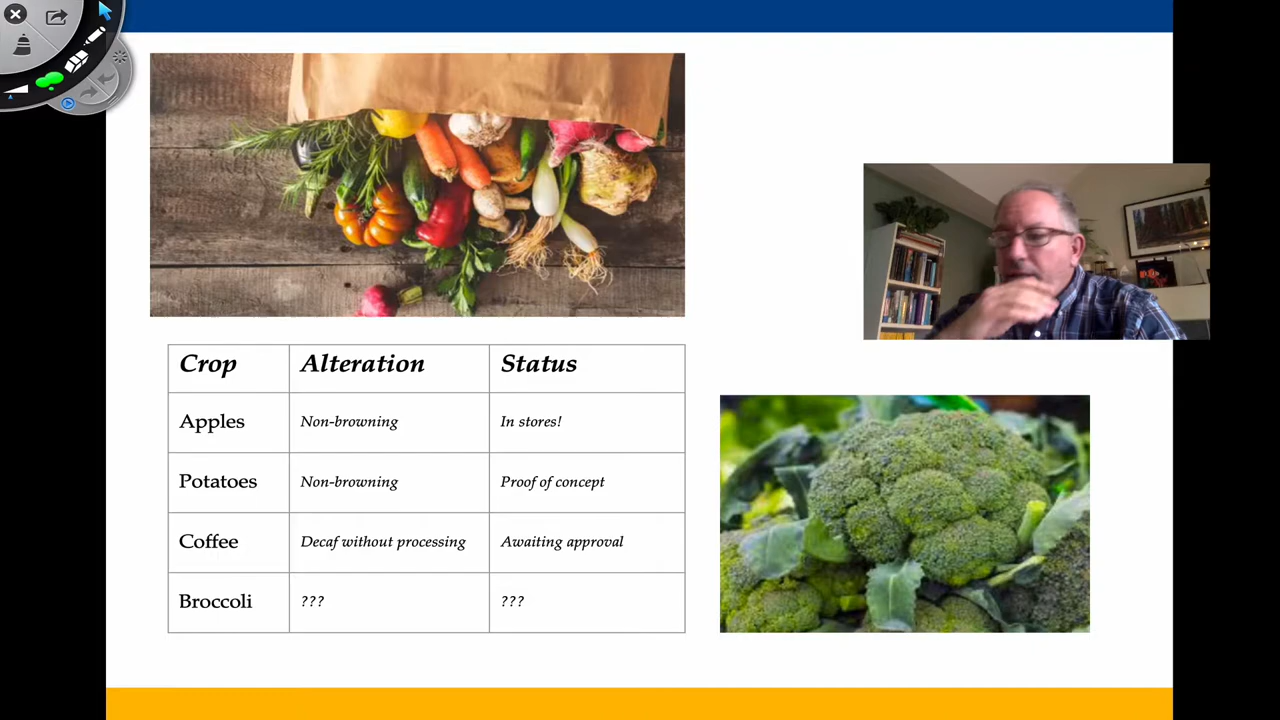 Crop Alteration Status
Apples Non-browning In stores!
Potatoes Non-browning Proof of concept
Coffee Decaf without processing Awaiting approval
Broccoli ??? ???